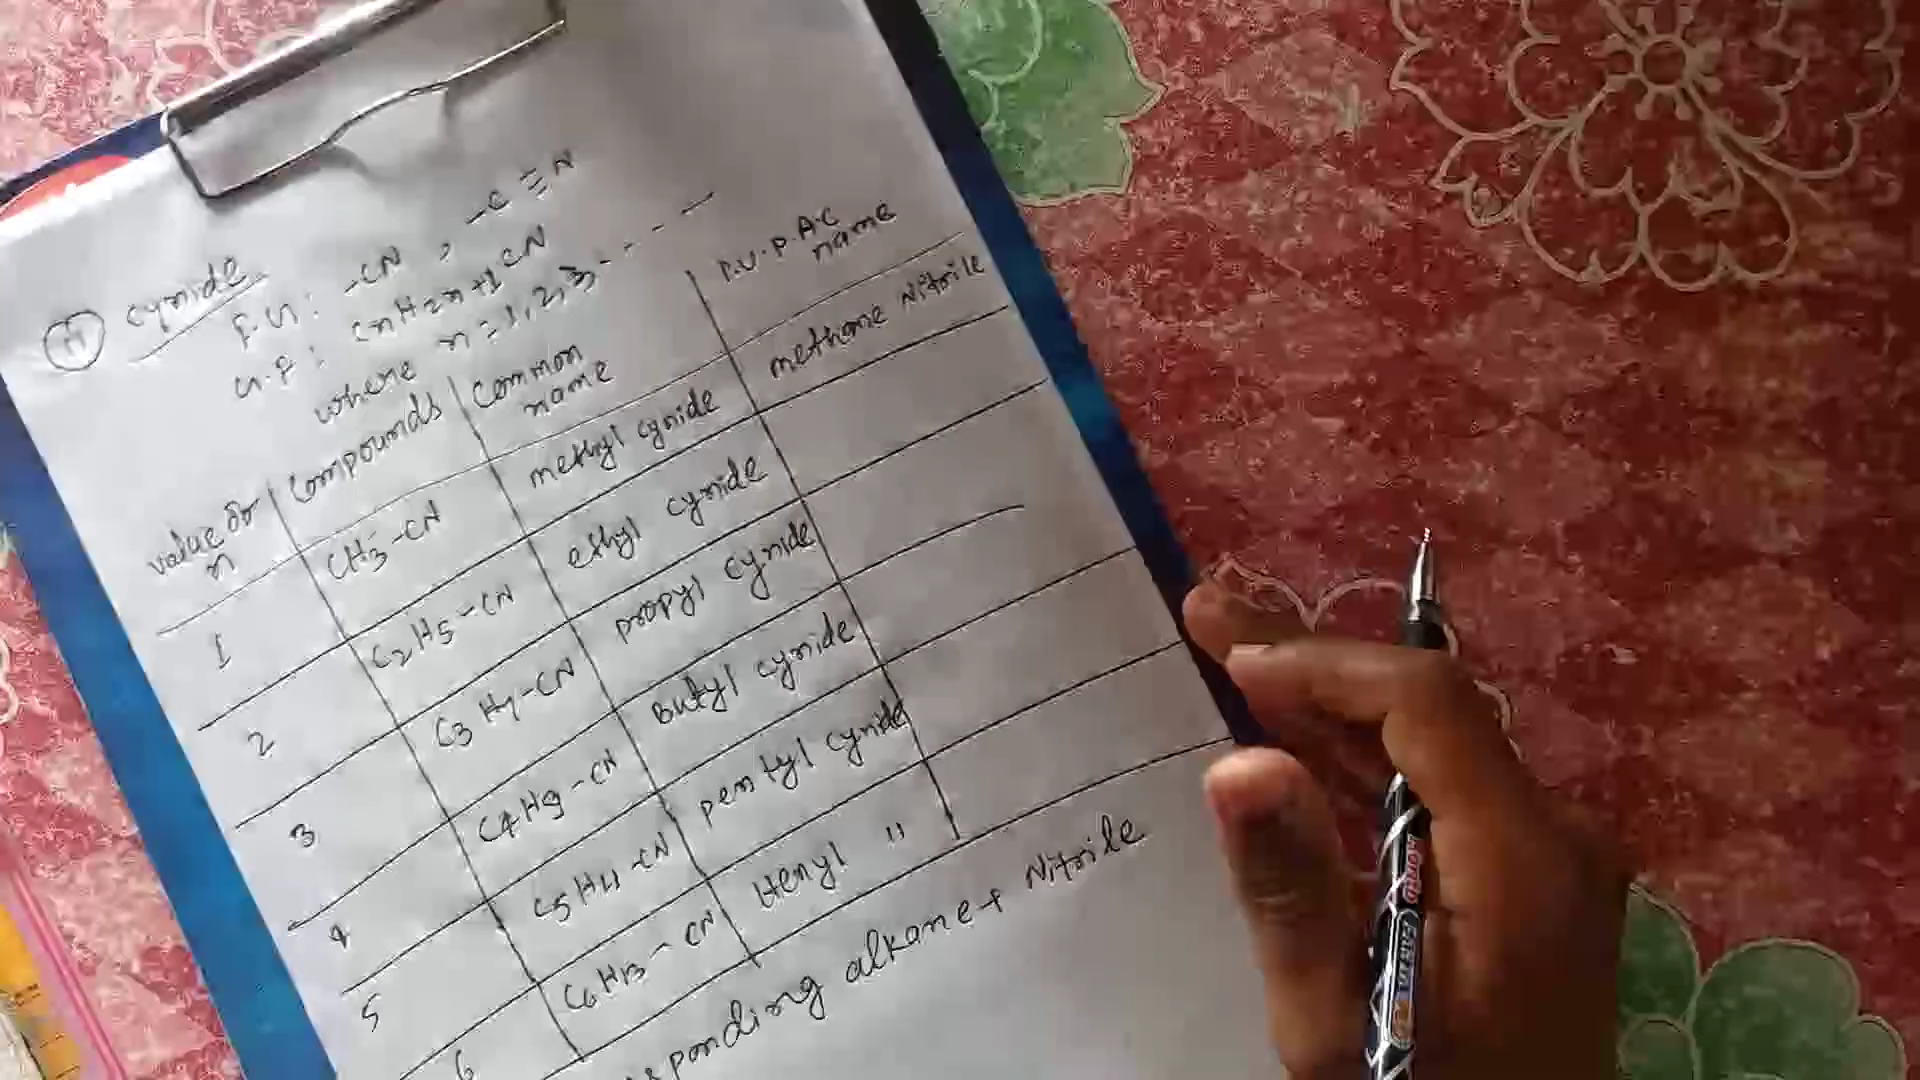 H cynide
F.G: -CN, -C≡N
G.F: CnH2n+1 CN
where n=1,2,3,----
value of n | compounds | common name | I.U.P.A.C name
1 CH3-CN methyl cynide methane Nitrile
2 C2H5-CN ethyl cynide
3 C3H7-CN propyl cynide
4 C4H9-CN Butyl cynide
5 C5H11-CN pentyl cynide
6 C6H13-CN Henyl "
sponding alkane + Nitrile